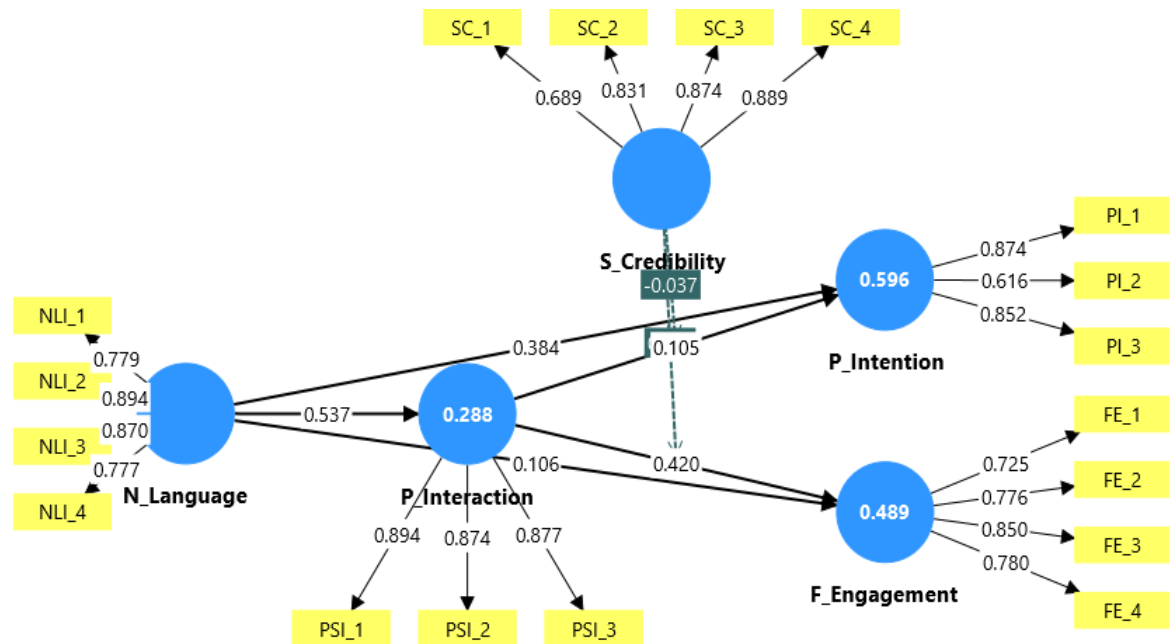 SC_1 SC_2 SC_3 SC_4
0.689 0.831 0.874 0.889
S_Credibility
-0.037
PI_1
0.874
PI_2
0.616
PI_3
0.852
0.596
P_Intention
NLI_1
0.779
NLI_2
0.894
NLI_3
0.870
NLI_4
0.777
N_Language
0.384
0.105
0.537
0.288
P_Interaction
0.106
0.420
0.894 0.874 0.877
PSI_1 PSI_2 PSI_3
FE_1
0.725
FE_2
0.776
FE_3
0.850
FE_4
0.780
0.489
F_Engagement